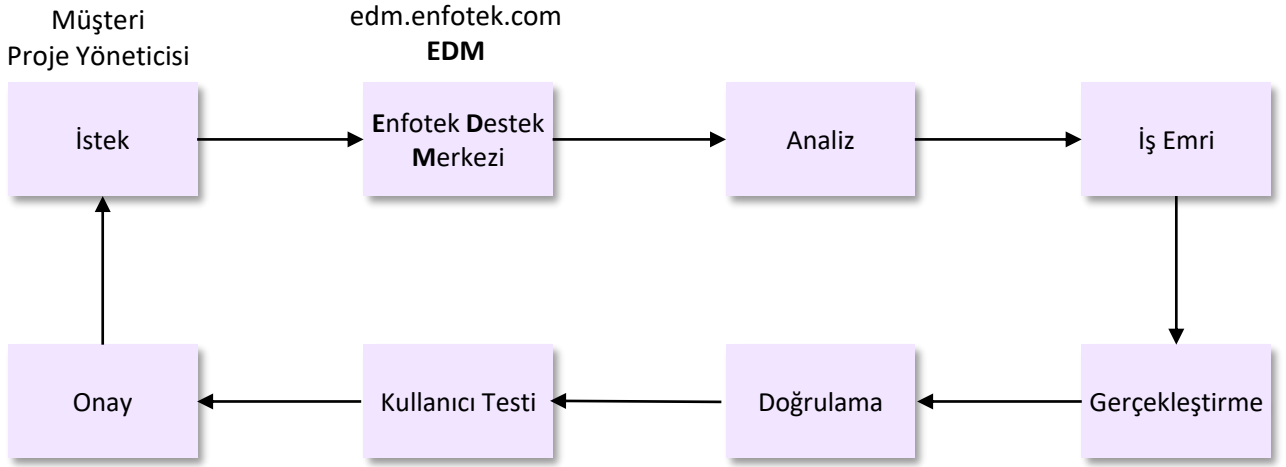 Müşteri
Proje Yöneticisi
edm.enfotek.com
EDM
İstek
Enfotek Destek
Merkezi
Analiz
İş Emri
Onay
Kullanıcı Testi
Doğrulama
Gerçekleştirme